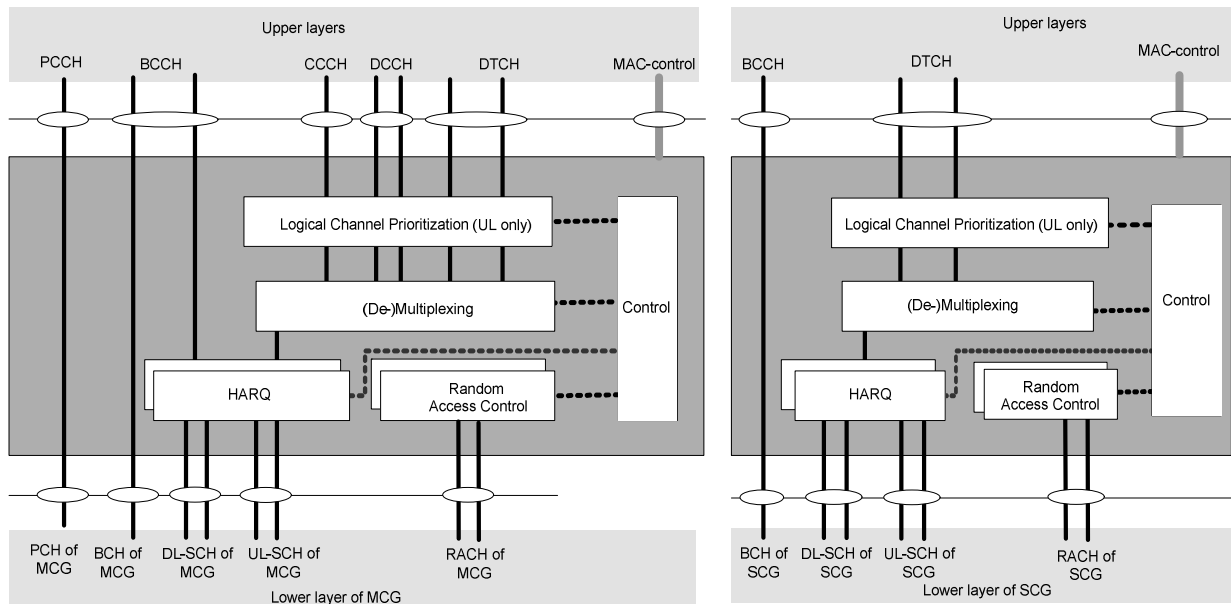 Upper layers
PCCH BCCH CCCH DCCH DTCH MAC-control
Logical Channel Prioritization (UL only)
(De-)Multiplexing
Control
HARQ
Random
Access Control
PCH of
MCG
BCH of
MCG
DL-SCH of
MCG
UL-SCH of
MCG
RACH of
MCG
Lower layer of MCG
Upper layers
BCCH DTCH MAC-control
Logical Channel Prioritization (UL only)
(De-)Multiplexing
Control
HARQ
Random
Access Control
BCH of
SCG
DL-SCH of
SCG
UL-SCH of
SCG
RACH of
SCG
Lower layer of SCG